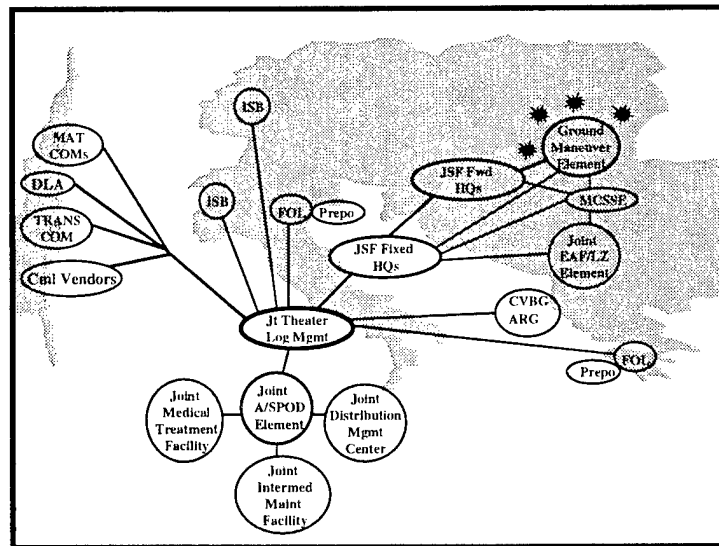 ISB
MAT
COMs
Ground
Maneuver
Element
JSF Fwd
HQs
DLA
ISB
FOL
Prepo
MCSSE
TRANS
COM
JSF Fixed
HQs
Joint
EAF/LZ
Element
Cml Vendors
CVBG
ARG
Jt Theater
Log Mgmt
FOL
Prepo
Joint
Medical
Treatment
Facility
Joint
A/SPOD
Element
Joint
Distribution
Mgmt
Center
Joint
Intermed
Maint
Facility